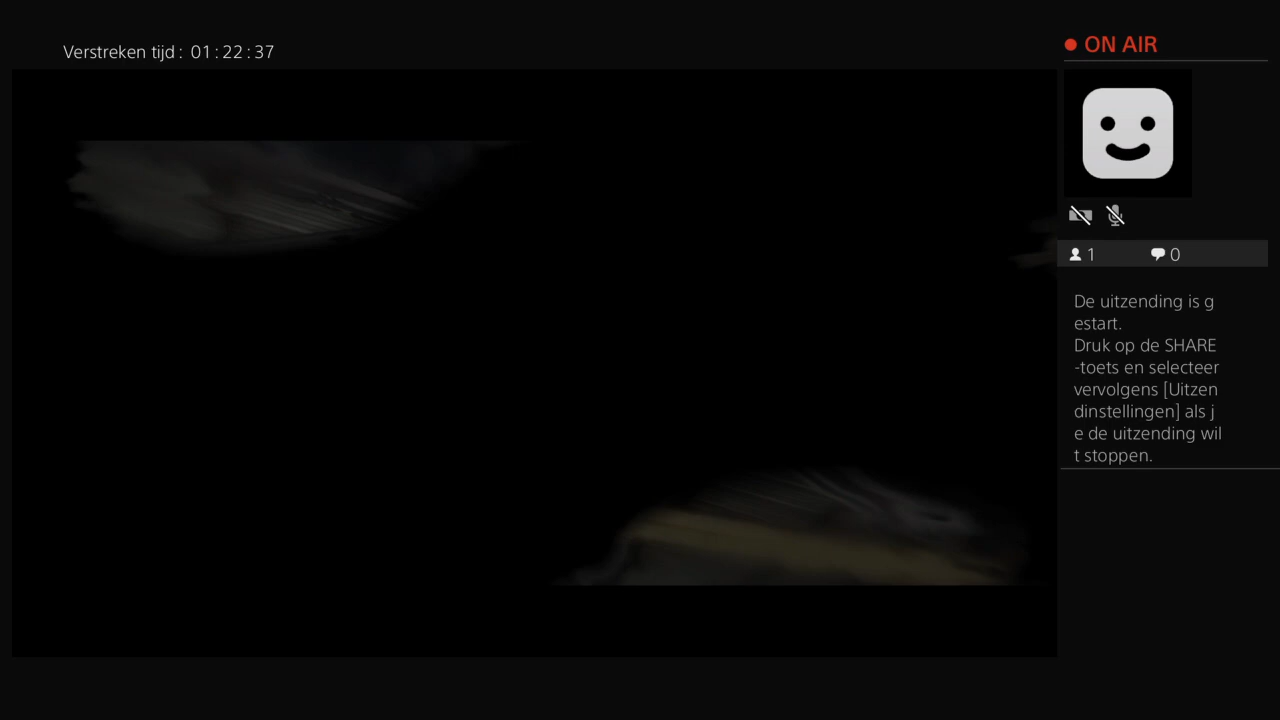 Verstreken tijd: 01:22:37
ON AIR
1
0
De uitzending is g
estart.
Druk op de SHARE
-toets en selecteer
vervolgens [Uitzen
dinstellingen] als j
e de uitzending wil
t stoppen.